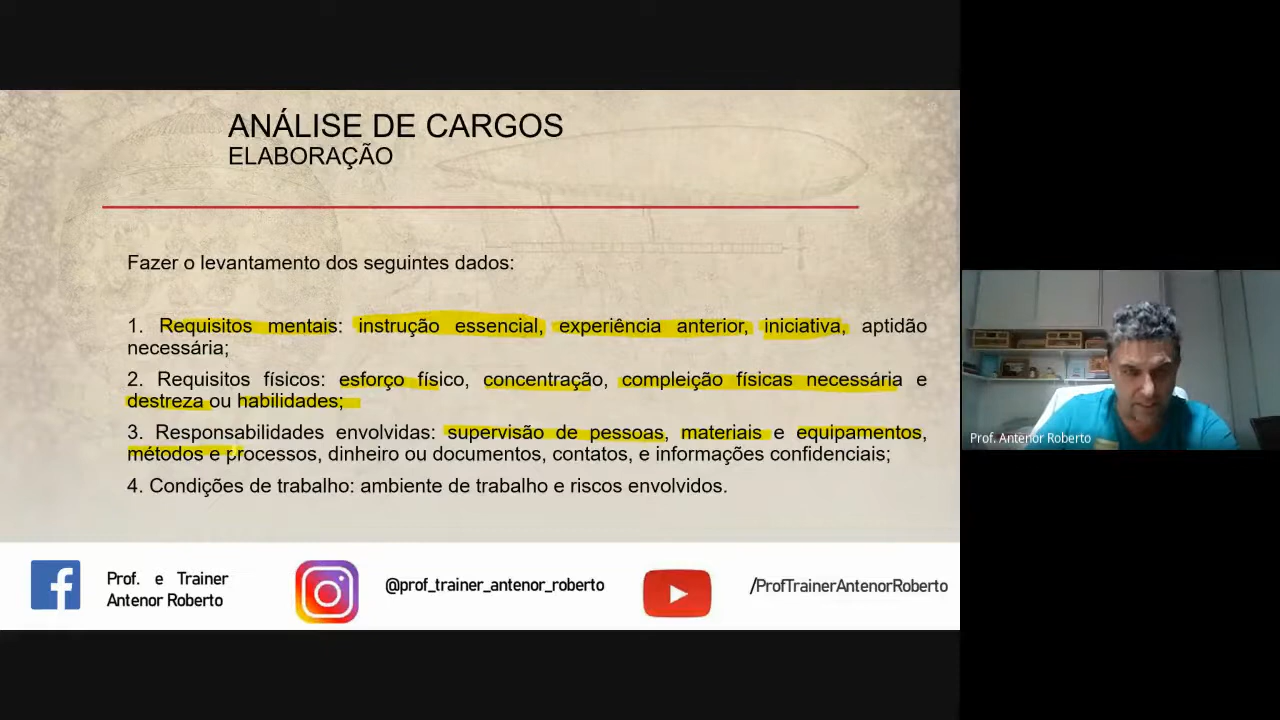 ANÁLISE DE CARGOS
ELABORAÇÃO
Fazer o levantamento dos seguintes dados:
1. Requisitos mentais: instrução essencial, experiência anterior, iniciativa, aptidão
necessária;
2. Requisitos físicos: esforço físico, concentração, compleição físicas necessária e
destreza ou habilidades;
3. Responsabilidades envolvidas: supervisão de pessoas, materiais e equipamentos,
métodos e processos, dinheiro ou documentos, contatos, e informações confidenciais;
4. Condições de trabalho: ambiente de trabalho e riscos envolvidos.
Prof. e Trainer
Antenor Roberto
@prof_trainer_antenor_roberto
/ProfTrainerAntenorRoberto
Prof. Antenor Roberto